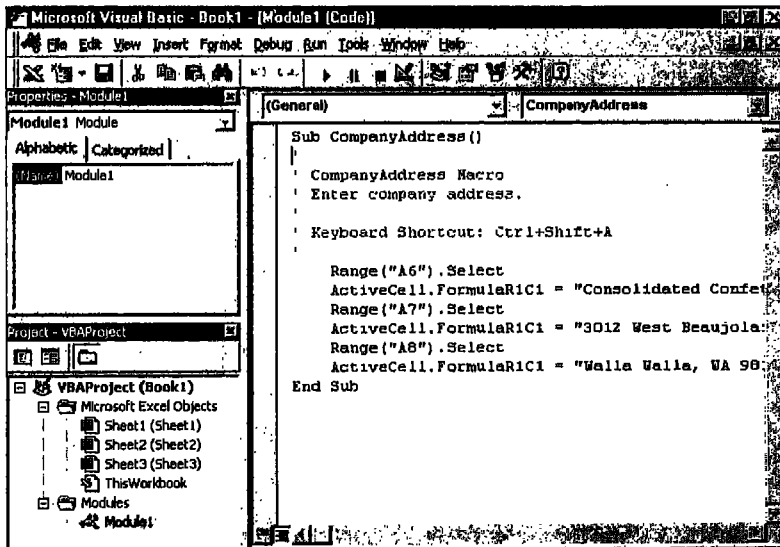 Microsoft Visual Basic - Book1 - [Module1 (Code)]
File Edit View Insert Format Debug Run Tools Window Help
Properties - Module1
Module1 Module
Alphabetic Categorized
(Name) Module1
Project - VBAProject
VBAProject (Book1)
Microsoft Excel Objects
Sheet1 (Sheet1)
Sheet2 (Sheet2)
Sheet3 (Sheet3)
ThisWorkbook
Modules
Module1
(General) CompanyAddress
Sub CompanyAddress()
'
' CompanyAddress Macro
' Enter company address.
'
' Keyboard Shortcut: Ctrl+Shift+A
'
Range("A6").Select
ActiveCell.FormulaR1C1 = "Consolidated Confet
Range("A7").Select
ActiveCell.FormulaR1C1 = "3012 West Beaujola
Range("A8").Select
ActiveCell.FormulaR1C1 = "Walla Walla, WA 98
End Sub